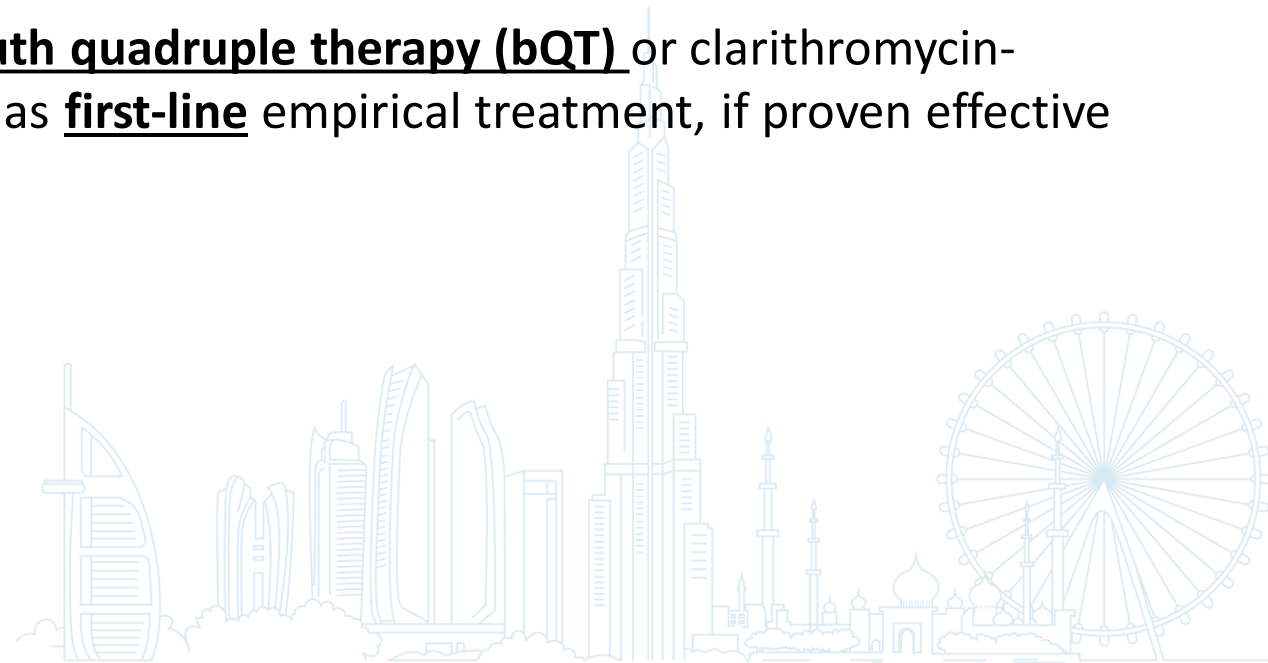 uth quadruple therapy (bQT) or clarithromycin-
as first-line empirical treatment, if proven effective